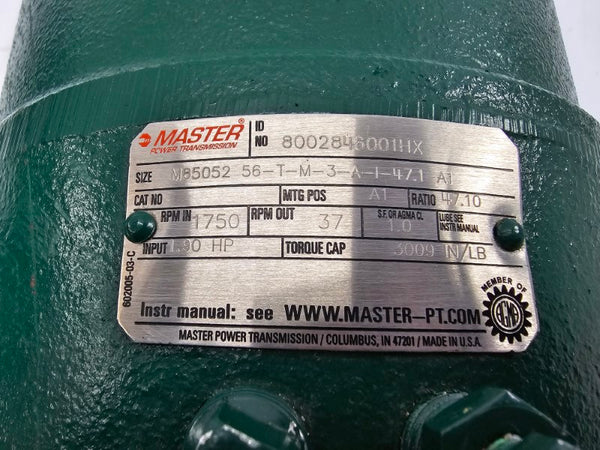 MASTER®
POWER TRANSMISSION
ID NO 8002846001HX
SIZE M85052 56-T-M-3-A-1-47.1 A1
CAT NO MTG POS A1 RATIO 47.10
RPM IN 1750 RPM OUT 37 S.F. OR AGMA CL 1.0 LUBE SEE INSTR MANUAL
INPUT 1.90 HP TORQUE CAP 3009 N/LB
602005-03-C
Instr manual: see WWW.MASTER-PT.COM
MEMBER OF AGMA
MASTER POWER TRANSMISSION / COLUMBUS, IN 47201 / MADE IN U.S.A.